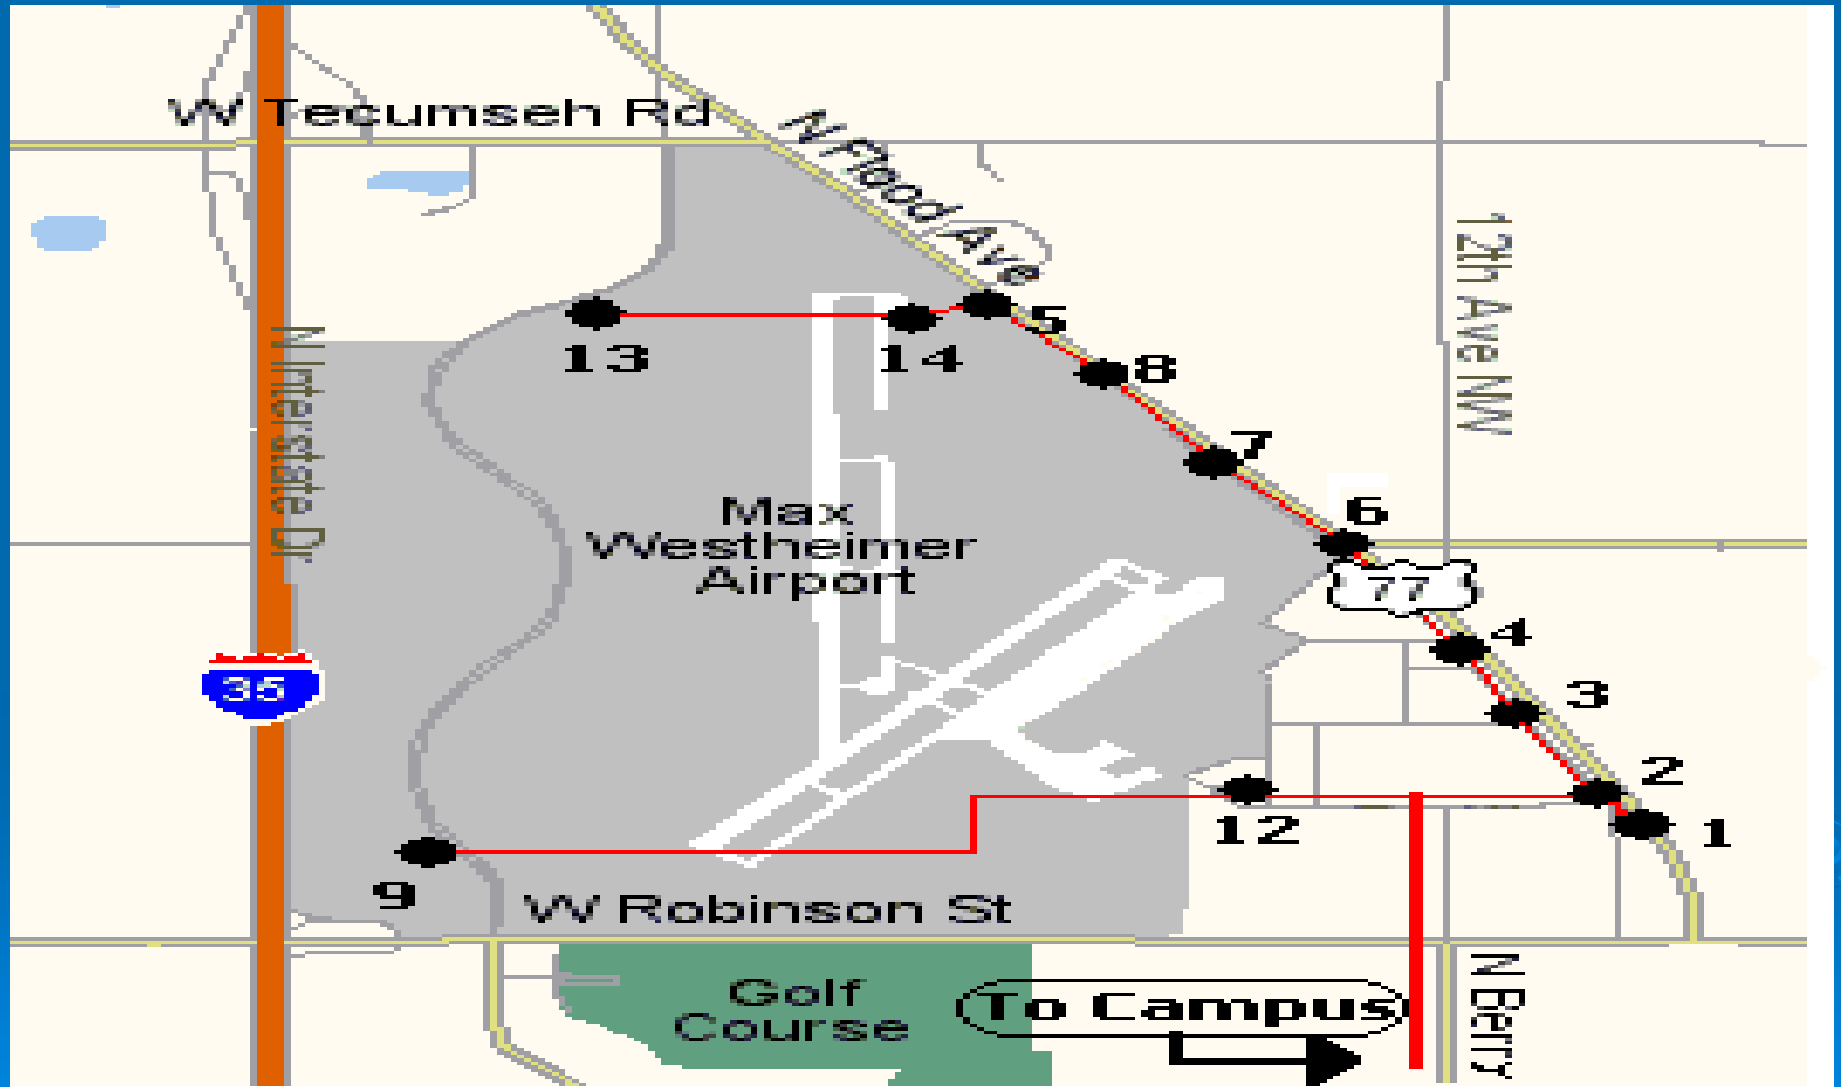 W Tecumseh Rd
N Flood Ave
12th Ave NW
N Interstate Dr
13
14
5
8
7
6
Max
Westheimer
Airport
77
4
35
3
2
12
1
9
W Robinson St
Golf
Course
To Campus
N Berry